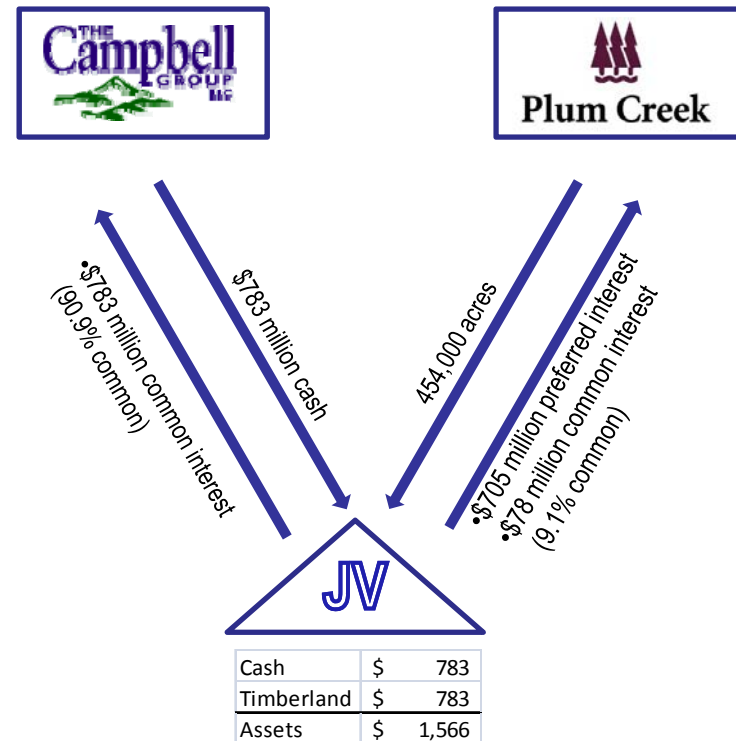 THE
Campbell
GROUP
LLC
Plum Creek
•$783 million common interest
(90.9% common)
$783 million cash
454,000 acres
•$705 million preferred interest
•$78 million common interest
(9.1% common)
JV
Cash $ 783
Timberland $ 783
Assets $ 1,566